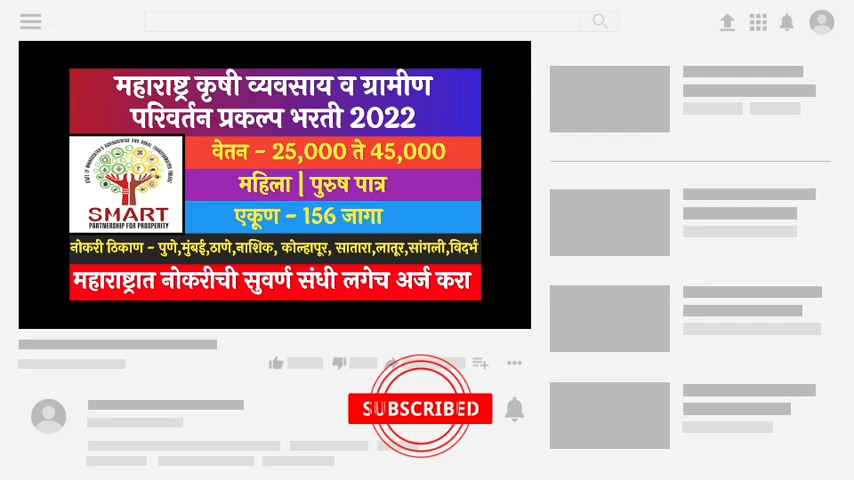 महाराष्ट्र कृषी व्यवसाय व ग्रामीण
परिवर्तन प्रकल्प भरती 2022
वेतन - 25,000 ते 45,000
महिला | पुरुष पात्र
एकूण - 156 जागा
SMART
PARTNERSHIP FOR PROSPERITY
नोकरी ठिकाण - पुणे,मुंबई,ठाणे,नाशिक, कोल्हापूर, सातारा,लातूर,सांगली,विदर्भ
महाराष्ट्रात नोकरीची सुवर्ण संधी लगेच अर्ज करा
SUBSCRIBED